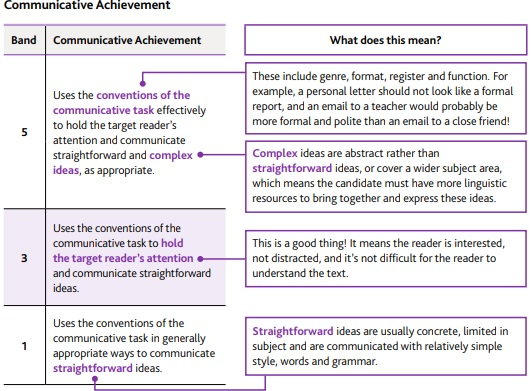 Communicative Achievement
Band
Communicative Achievement
What does this mean?
5
Uses the conventions of the
communicative task effectively
to hold the target reader's
attention and communicate
straightforward and complex
ideas, as appropriate.
These include genre, format, register and function. For
example, a personal letter should not look like a formal
report, and an email to a teacher would probably be
more formal and polite than an email to a close friend!
Complex ideas are abstract rather than
straightforward ideas, or cover a wider subject area,
which means the candidate must have more linguistic
resources to bring together and express these ideas.
3
Uses the conventions of the
communicative task to hold
the target reader's attention
and communicate straightforward
ideas.
This is a good thing! It means the reader is interested,
not distracted, and it's not difficult for the reader to
understand the text.
1
Uses the conventions of the
communicative task in generally
appropriate ways to communicate
straightforward ideas.
Straightforward ideas are usually concrete, limited in
subject and are communicated with relatively simple
style, words and grammar.